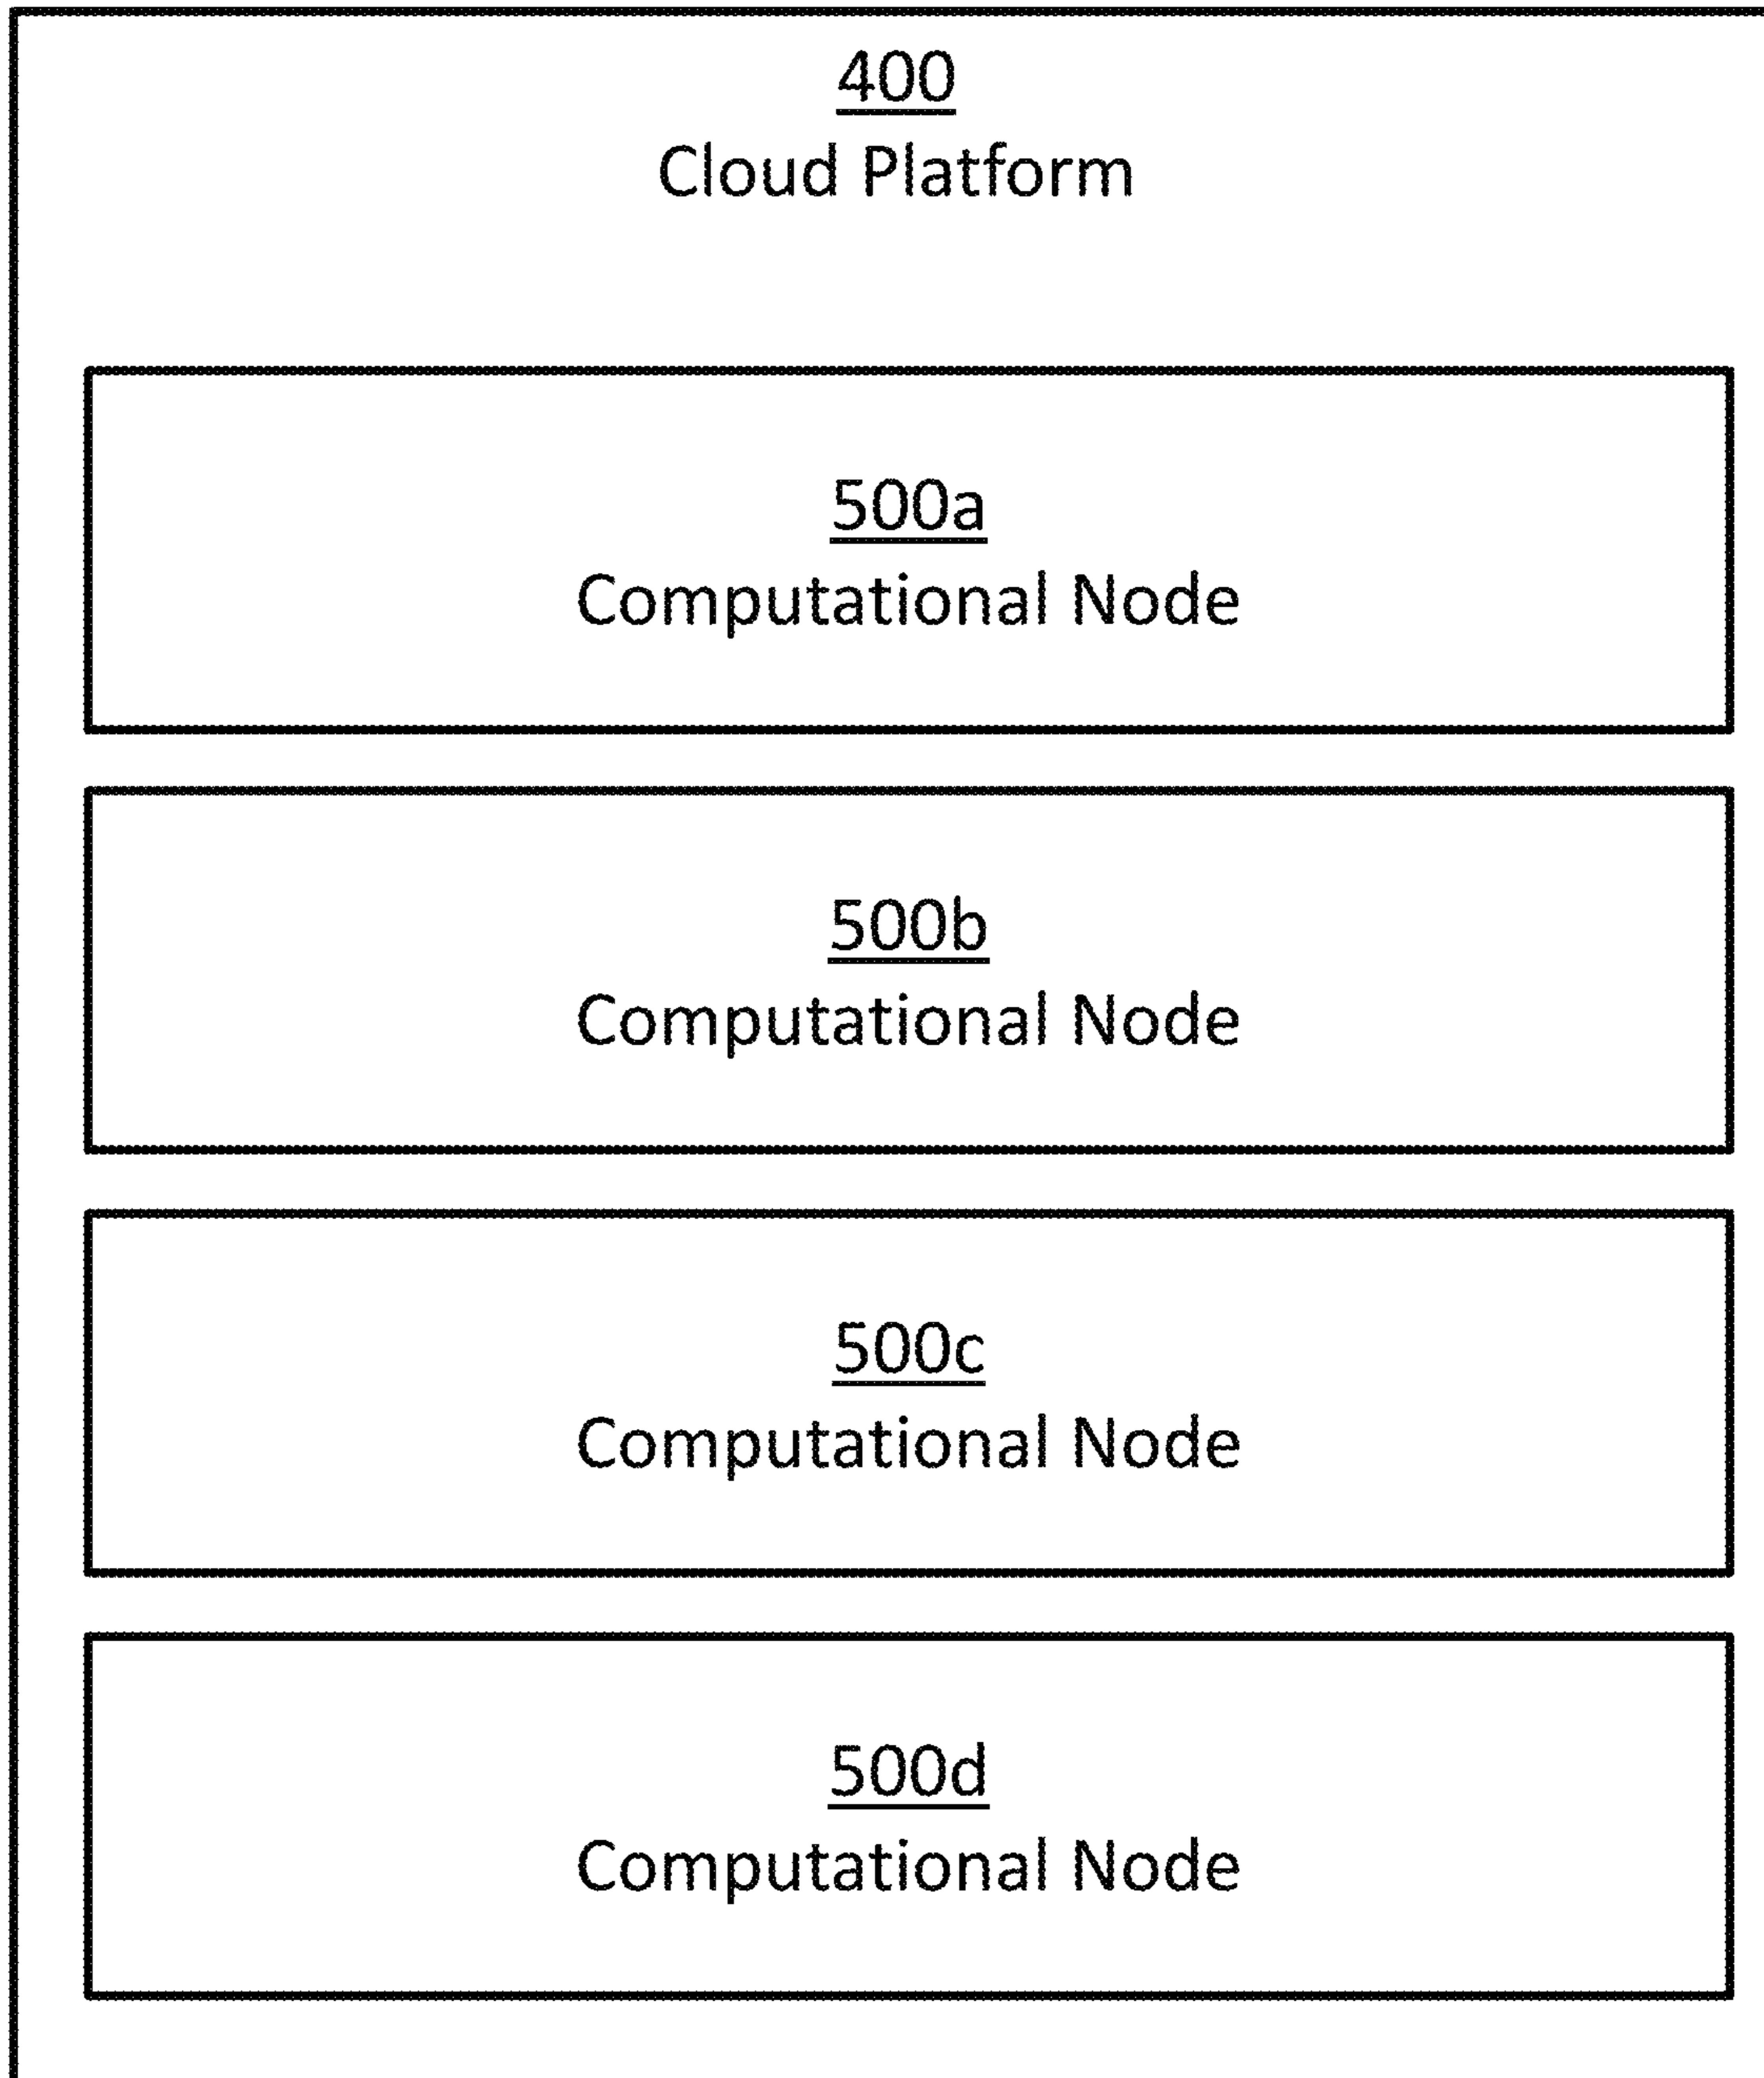 400
Cloud Platform
500a
Computational Node
500b
Computational Node
500c
Computational Node
500d
Computational Node